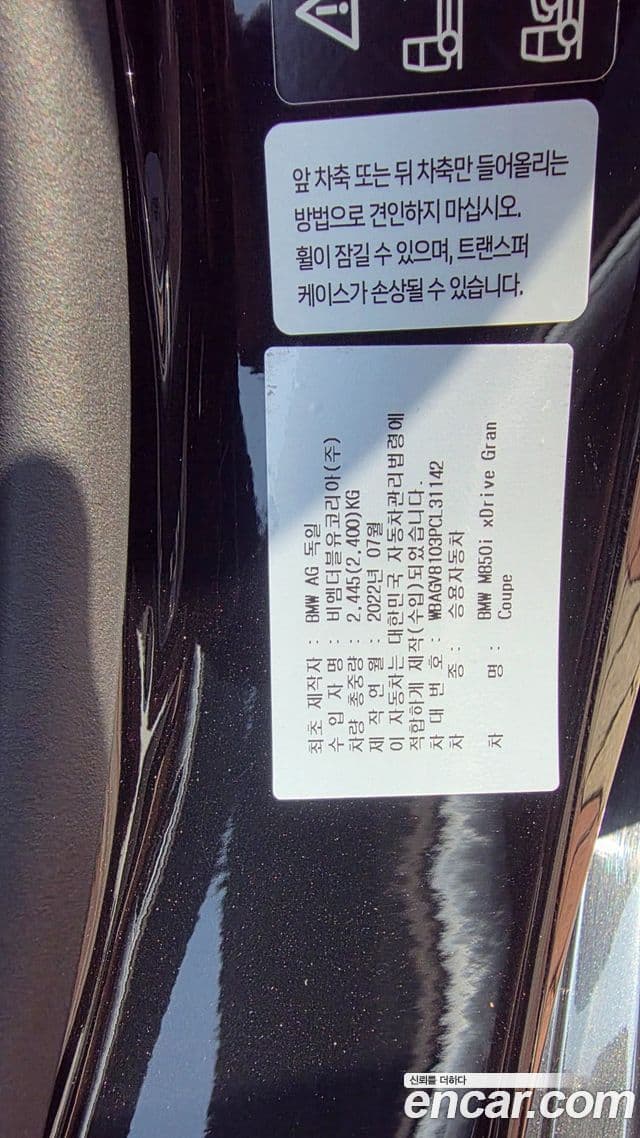 앞 차축 또는 뒤 차축만 들어올리는
방법으로 견인하지 마십시오.
휠이 잠길 수 있으며, 트랜스퍼
케이스가 손상될 수 있습니다.
최초 제작자 : BMW AG 독일
수 입 자 명 : 비엠더블유코리아(주)
차량 총중량 : 2,445(2,400)KG
제 작 연 월 : 2022년 07월
이 자동차는 대한민국 자동차관리법령에
적합하게 제작(수입)되었습니다.
차 대 번 호 : WBAGV8103PCL31142
차 종 : 승용자동차
차 명 : BMW M850i xDrive Gran
Coupe
신뢰를 더하다
encar.com